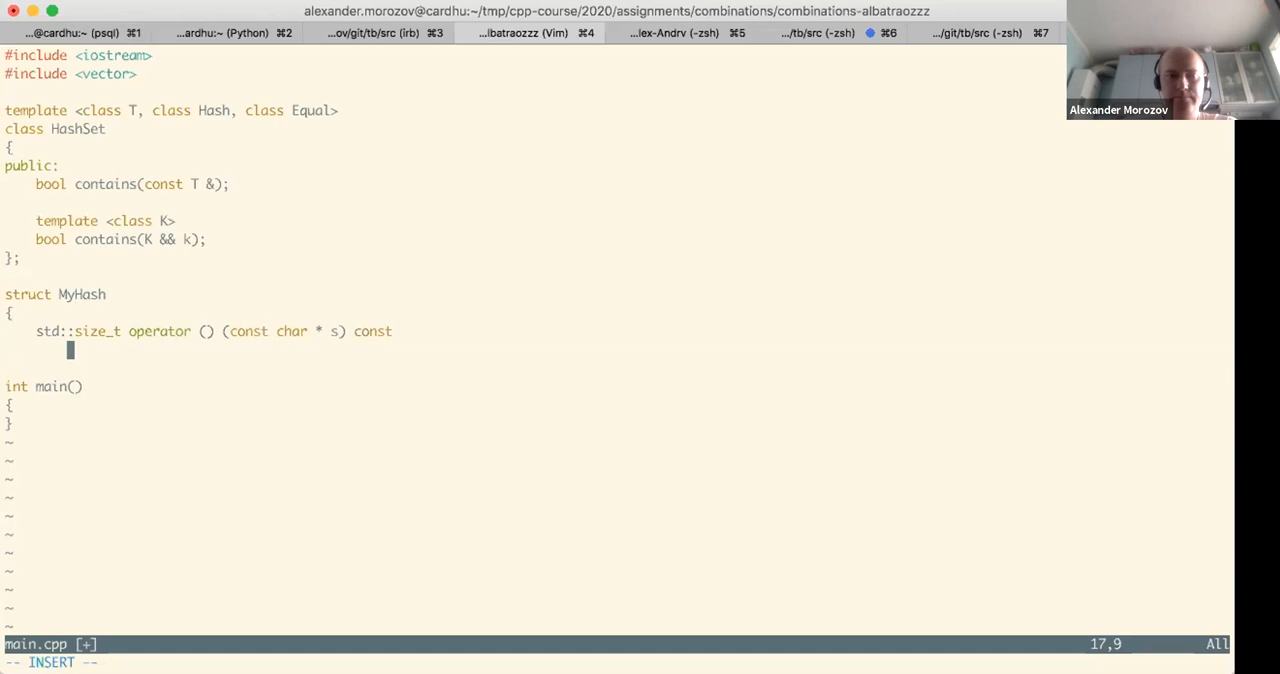 alexander.morozov@cardhu:~/tmp/cpp-course/2020/assignments/combinations/combinations-albatraozzz
...@cardhu:~ (psql) ⌘1 ...ardhu:~ (Python) ⌘2 ...ov/git/tb/src (irb) ⌘3 ...lbatraozzz (Vim) ⌘4 ...lex-Andrv (-zsh) ⌘5 .../tb/src (-zsh) ⌘6 .../git/tb/src (-zsh) ⌘7
Alexander Morozov
#include <iostream>
#include <vector>
template <class T, class Hash, class Equal>
class HashSet
{
public:
    bool contains(const T &);
    template <class K>
    bool contains(K && k);
};
struct MyHash
{
    std::size_t operator () (const char * s) const
int main()
{
}
~
~
~
~
~
~
~
~
~
~
~
main.cpp [+] 17,9 All
-- INSERT --